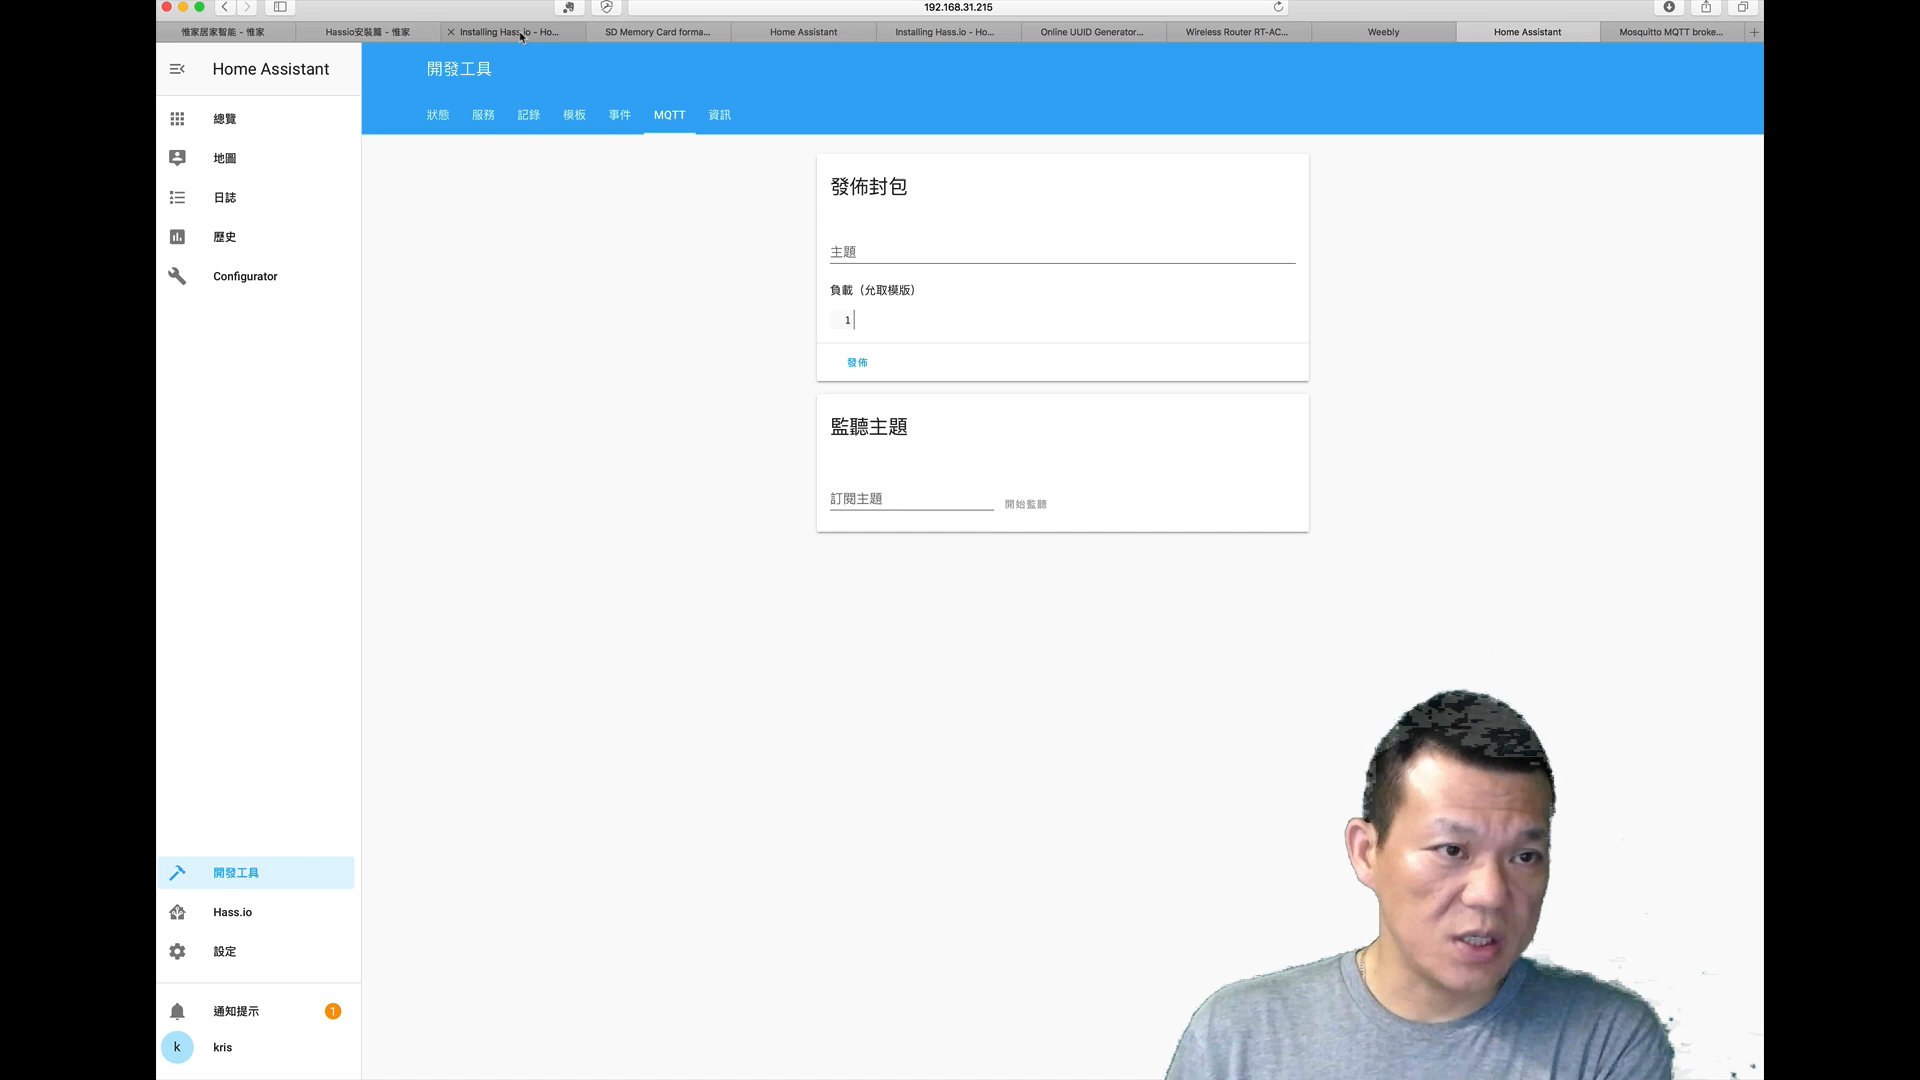 192.168.31.215
惟家居家智能 - 惟家
Hassio安裝篇 - 惟家
Installing Hass.io - Ho...
SD Memory Card forma...
Home Assistant
Installing Hass.io - Ho...
Online UUID Generator...
Wireless Router RT-AC...
Weebly
Home Assistant
Mosquitto MQTT broke...
Home Assistant
開發工具
狀態
服務
記錄
模板
事件
MQTT
資訊
總覽
地圖
日誌
歷史
Configurator
發佈封包
主題
負載（允取模版）
1
發佈
監聽主題
訂閱主題
開始監聽
開發工具
Hass.io
設定
通知提示
1
k
kris